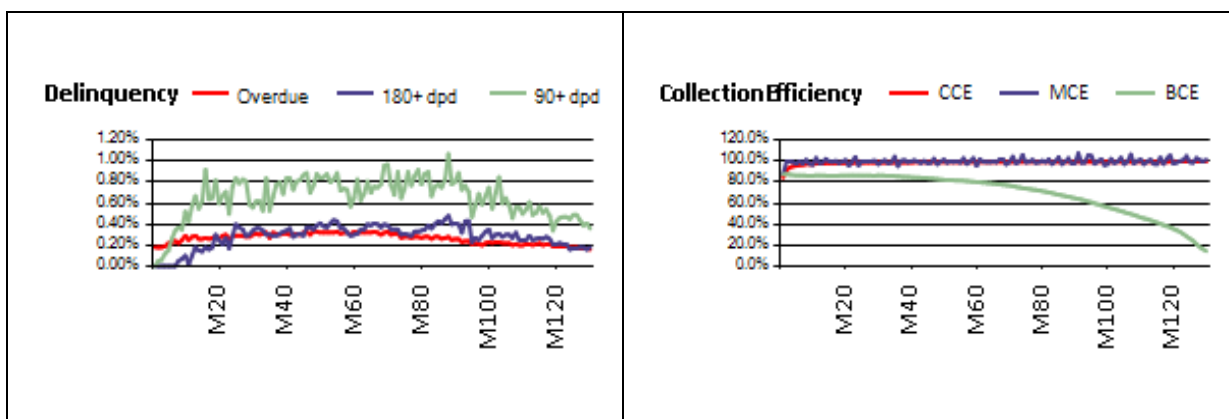 Delinquency Overdue 180+ dpd 90+ dpd
1.20%
1.00%
0.80%
0.60%
0.40%
0.20%
0.00%
M20
M40
M60
M80
M100
M120
Collection Efficiency CCE MCE BCE
120.0%
100.0%
80.0%
60.0%
40.0%
20.0%
0.0%
M20
M40
M60
M80
M100
M120